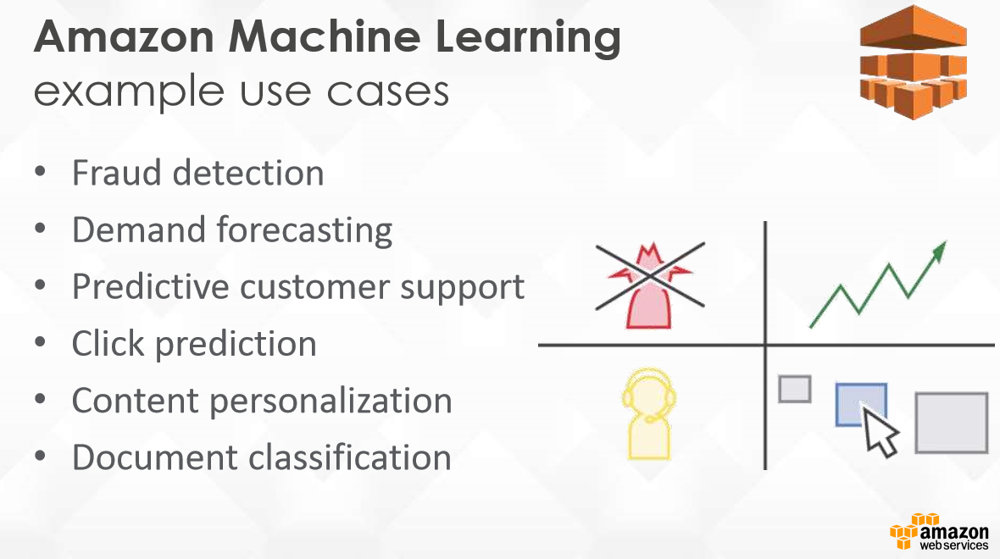 Amazon Machine Learning
example use cases
• Fraud detection
• Demand forecasting
• Predictive customer support
• Click prediction
• Content personalization
• Document classification
amazon
web services